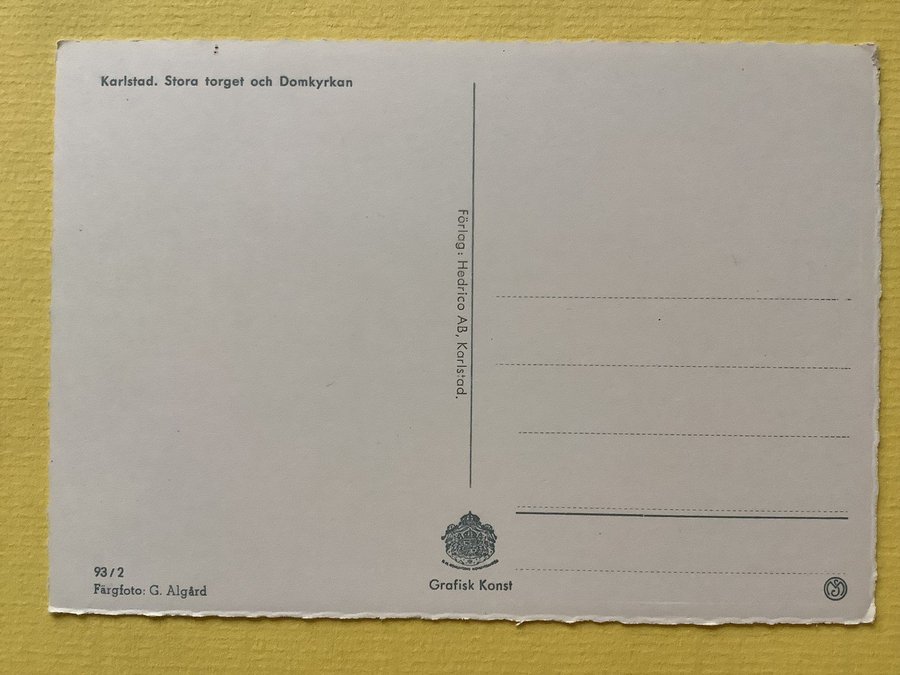 Karlstad. Stora torget och Domkyrkan
Förlag: Hedrico AB, Karlstad.
93/2
Färgfoto: G. Algård
Grafisk Konst